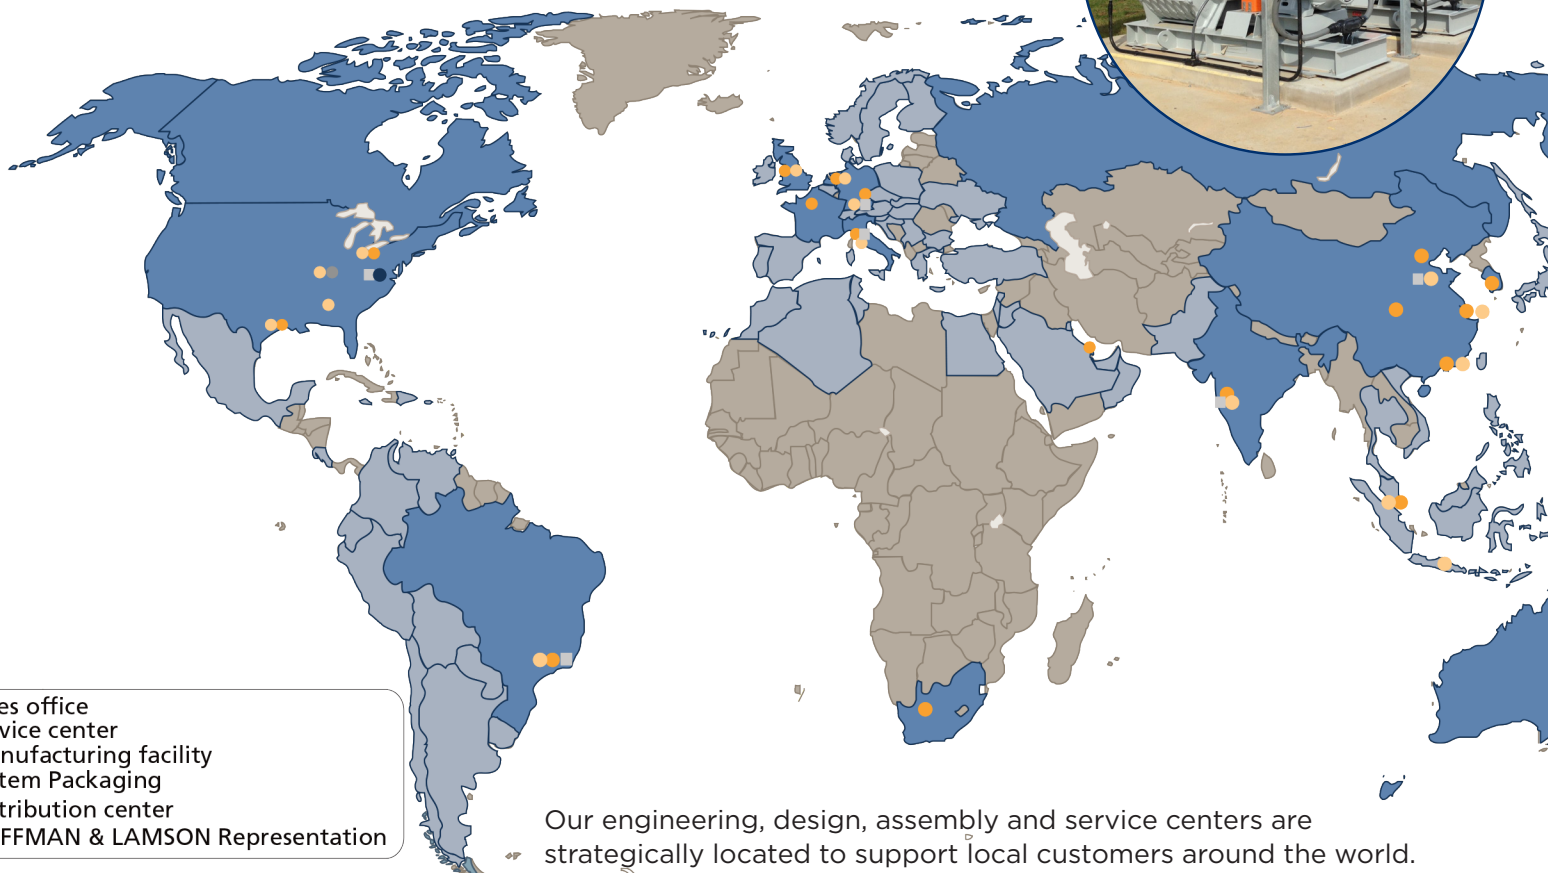 es office
vice center
nufacturing facility
tem Packaging
tribution center
FFMAN & LAMSON Representation
Our engineering, design, assembly and service centers are
strategically located to support local customers around the world.